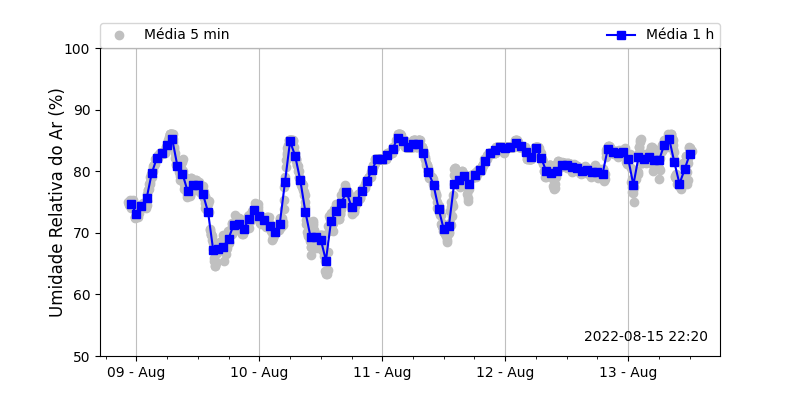 Média 5 min
Média 1 h
Umidade Relativa do Ar (%)
100
90
80
70
60
50
2022-08-15 22:20
09 - Aug
10 - Aug
11 - Aug
12 - Aug
13 - Aug